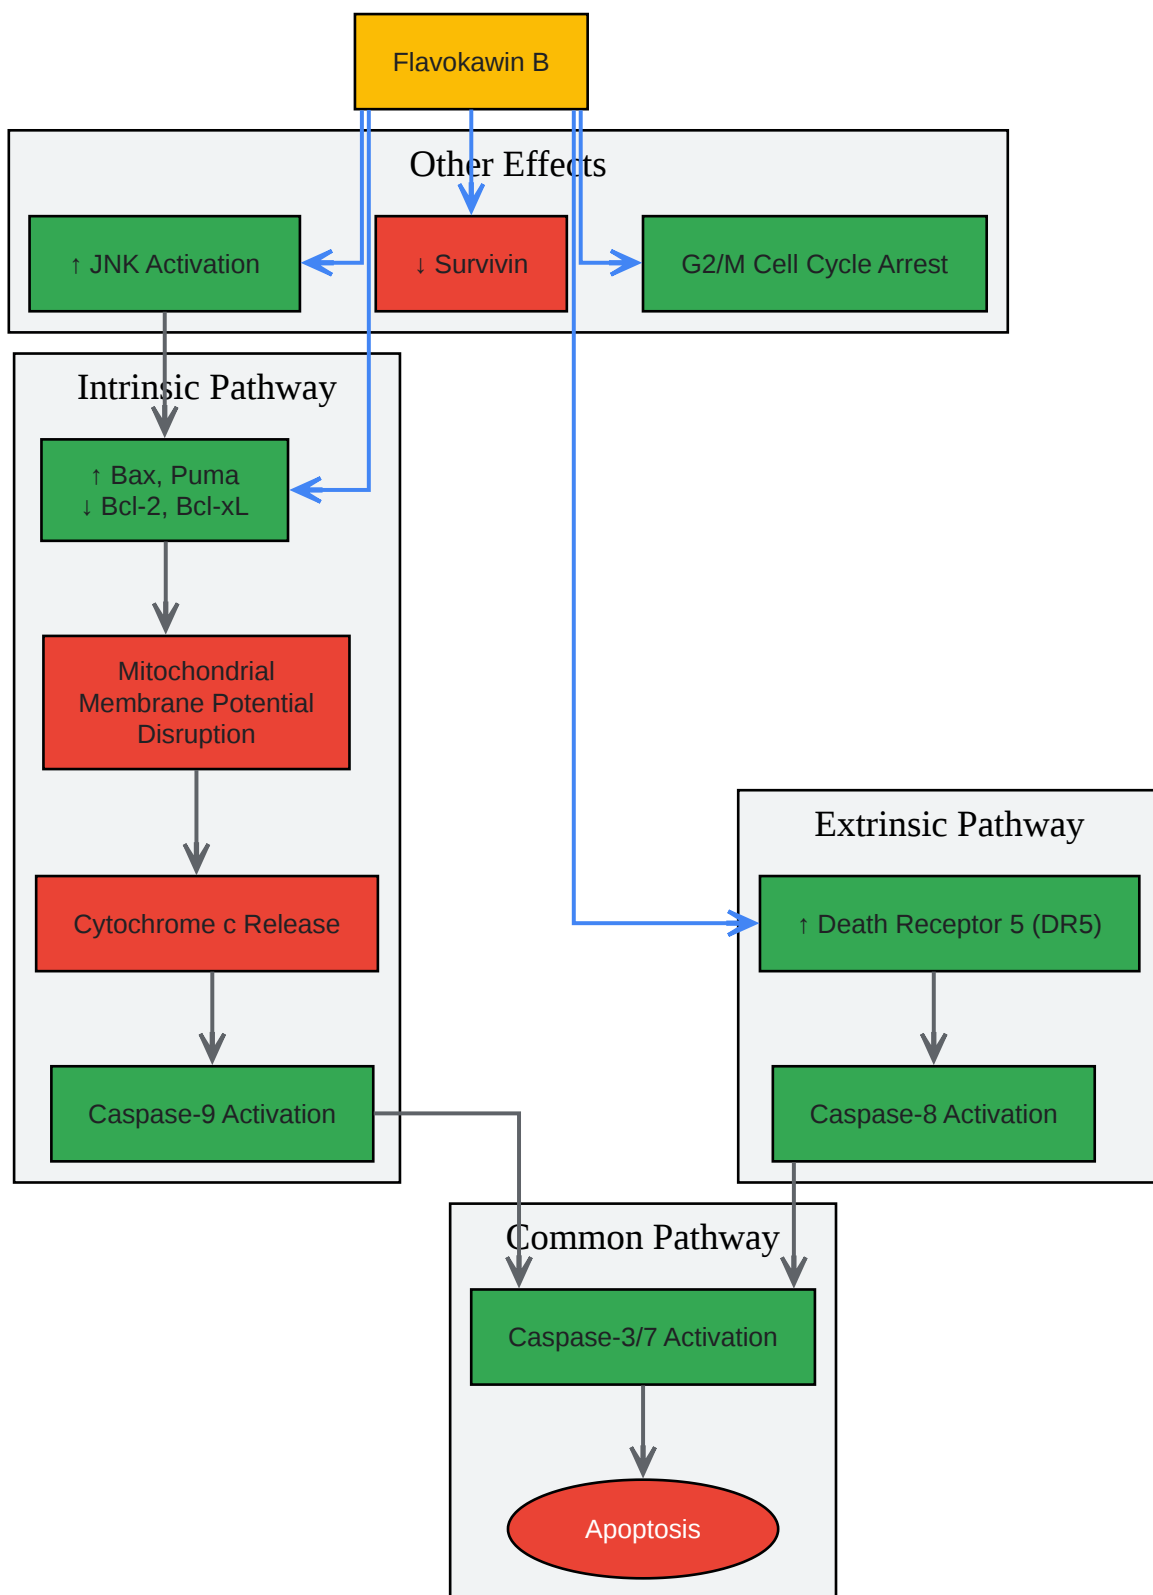 Flavokawin B
Other Effects
↑ JNK Activation
↓ Survivin
G2/M Cell Cycle Arrest
Intrinsic Pathway
↑ Bax, Puma
↓ Bcl-2, Bcl-xL
Mitochondrial
Membrane Potential
Disruption
Cytochrome c Release
Caspase-9 Activation
Extrinsic Pathway
↑ Death Receptor 5 (DR5)
Caspase-8 Activation
Common Pathway
Caspase-3/7 Activation
Apoptosis